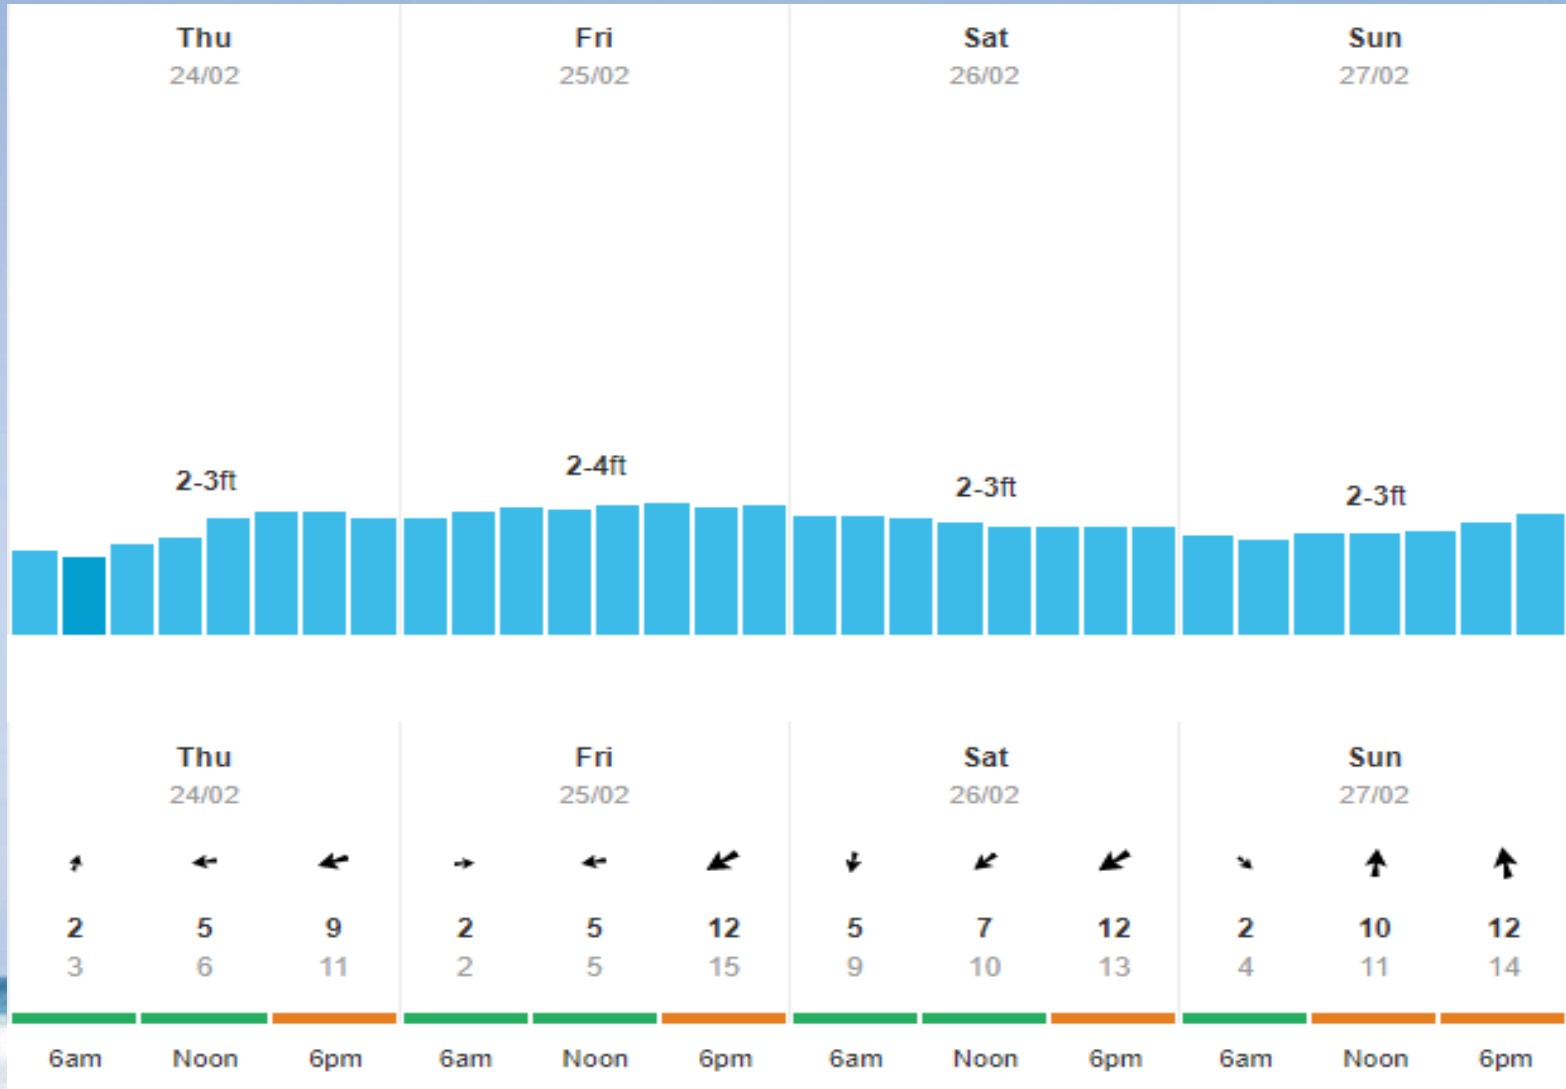 Thu Fri Sat Sun
24/02 25/02 26/02 27/02
2-3ft 2-4ft 2-3ft 2-3ft
Thu Fri Sat Sun
24/02 25/02 26/02 27/02
2 5 9 2 5 12 5 7 12 2 10 12
3 6 11 2 5 15 9 10 13 4 11 14
6am Noon 6pm 6am Noon 6pm 6am Noon 6pm 6am Noon 6pm